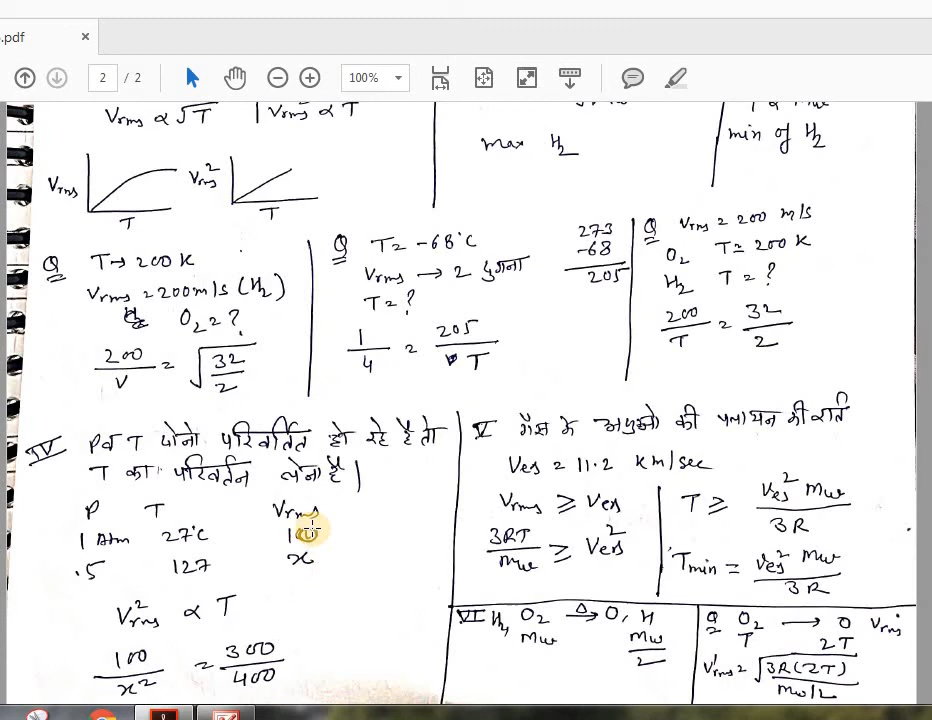 .pdf
2 / 2
100%
Vrms ∝ √T
Vrms² ∝ T
max H₂
min of H₂
Vrms
T
Vrms²
T
Q T→ 200 K
Vrms = 200 m/s (H₂)
O₂ = ?
200/V = √32/2
Q T = -68°C
Vrms → 2 गुना
T = ?
1/4 = 205/T
273
-68
205
Q Vrms = 200 m/s
O₂ T = 200 K
H₂ T = ?
200/T = 32/2
IV P व T दोनो परिवर्तित हो रहे है तो
T का परिवर्तन लेना है |
P T Vrms
1 Atm 27°C 10
.5 127 x
Vrms² ∝ T
100/x² = 300/400
V गैस के अणुओ की पलायन की शर्त
Ves = 11.2 KM/sec
Vrms ≥ Ves
3RT/Mw ≥ Ves²
T ≥ Ves² Mw/3R
Tmin = Ves² Mw/3R
VI H₂, O₂ Δ→ O, H
Mw Mw/2
Q O₂ → O Vrms
T 2T
V'rms = √3R(2T)/Mw/2